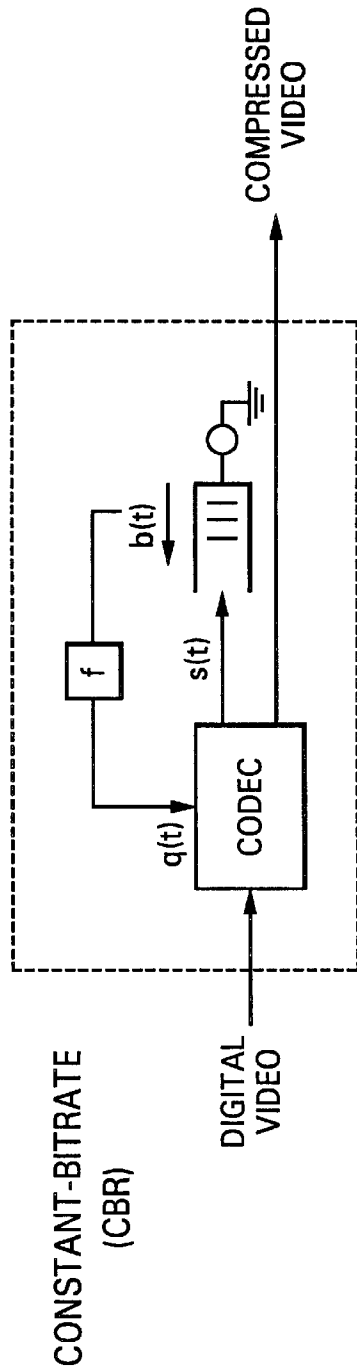 CONSTANT-BITRATE
(CBR)
f
b(t)
q(t)
s(t)
CODEC
DIGITAL
VIDEO
COMPRESSED
VIDEO